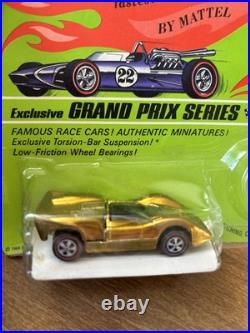 fastest
BY MATTEL
22
Exclusive GRAND PRIX SERIES
FAMOUS RACE CARS! AUTHENTIC MINIATURES!
Exclusive Torsion-Bar Suspension!*
Low-Friction Wheel Bearings!